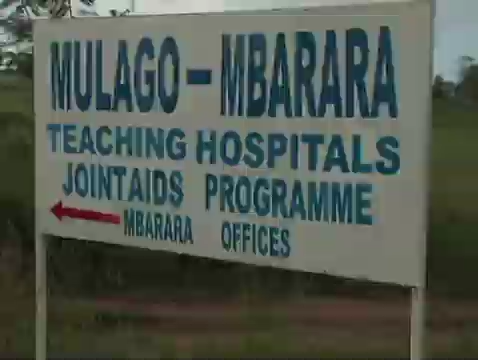 MULAGO - MBARARA
TEACHING HOSPITALS
JOINTAIDS PROGRAMME
MBARARA OFFICES